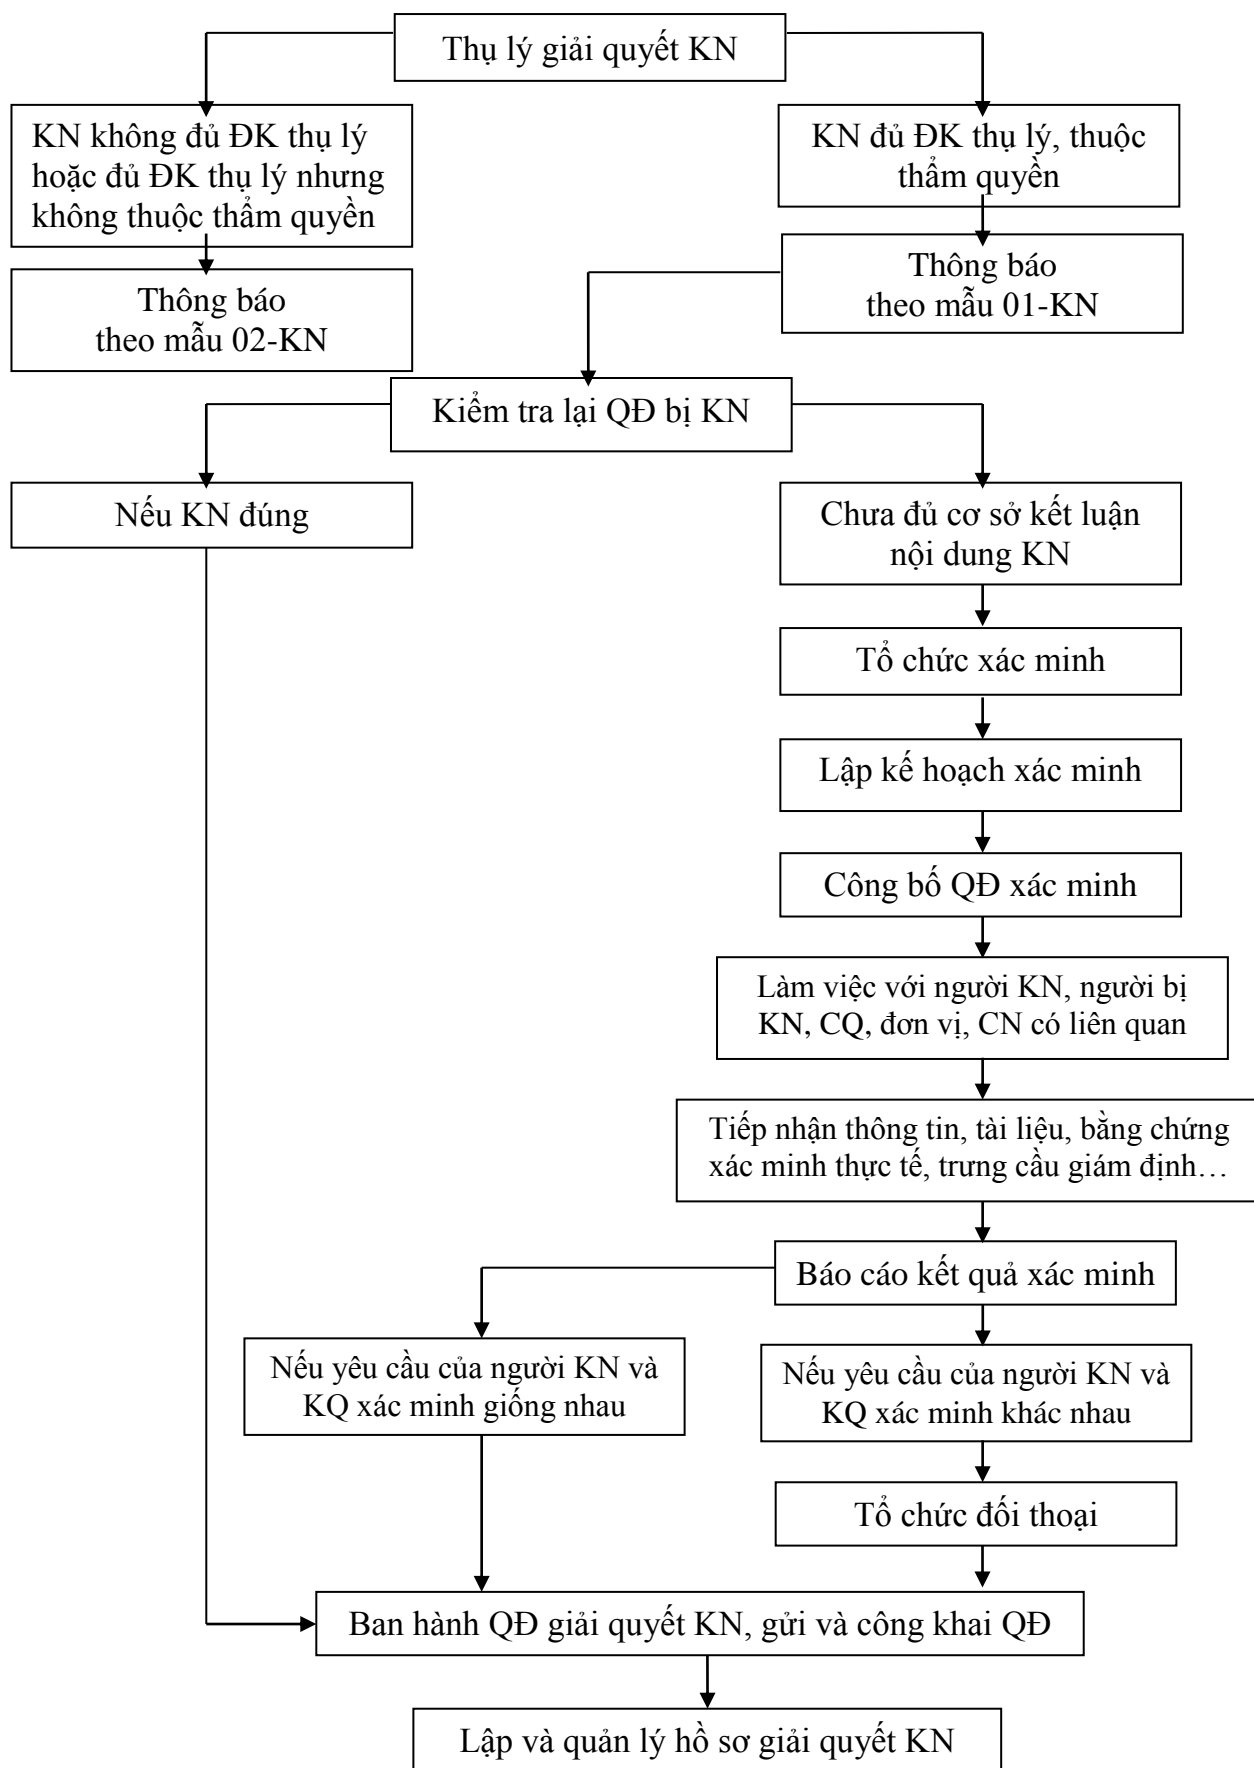 Thụ lý giải quyết KN
KN không đủ ĐK thụ lý
hoặc đủ ĐK thụ lý nhưng
không thuộc thẩm quyền
KN đủ ĐK thụ lý, thuộc
thẩm quyền
Thông báo
theo mẫu 02-KN
Thông báo
theo mẫu 01-KN
Kiểm tra lại QĐ bị KN
Nếu KN đúng
Chưa đủ cơ sở kết luận
nội dung KN
Tổ chức xác minh
Lập kế hoạch xác minh
Công bố QĐ xác minh
Làm việc với người KN, người bị
KN, CQ, đơn vị, CN có liên quan
Tiếp nhận thông tin, tài liệu, bằng chứng
xác minh thực tế, trưng cầu giám định…
Báo cáo kết quả xác minh
Nếu yêu cầu của người KN và
KQ xác minh giống nhau
Nếu yêu cầu của người KN và
KQ xác minh khác nhau
Tổ chức đối thoại
Ban hành QĐ giải quyết KN, gửi và công khai QĐ
Lập và quản lý hồ sơ giải quyết KN